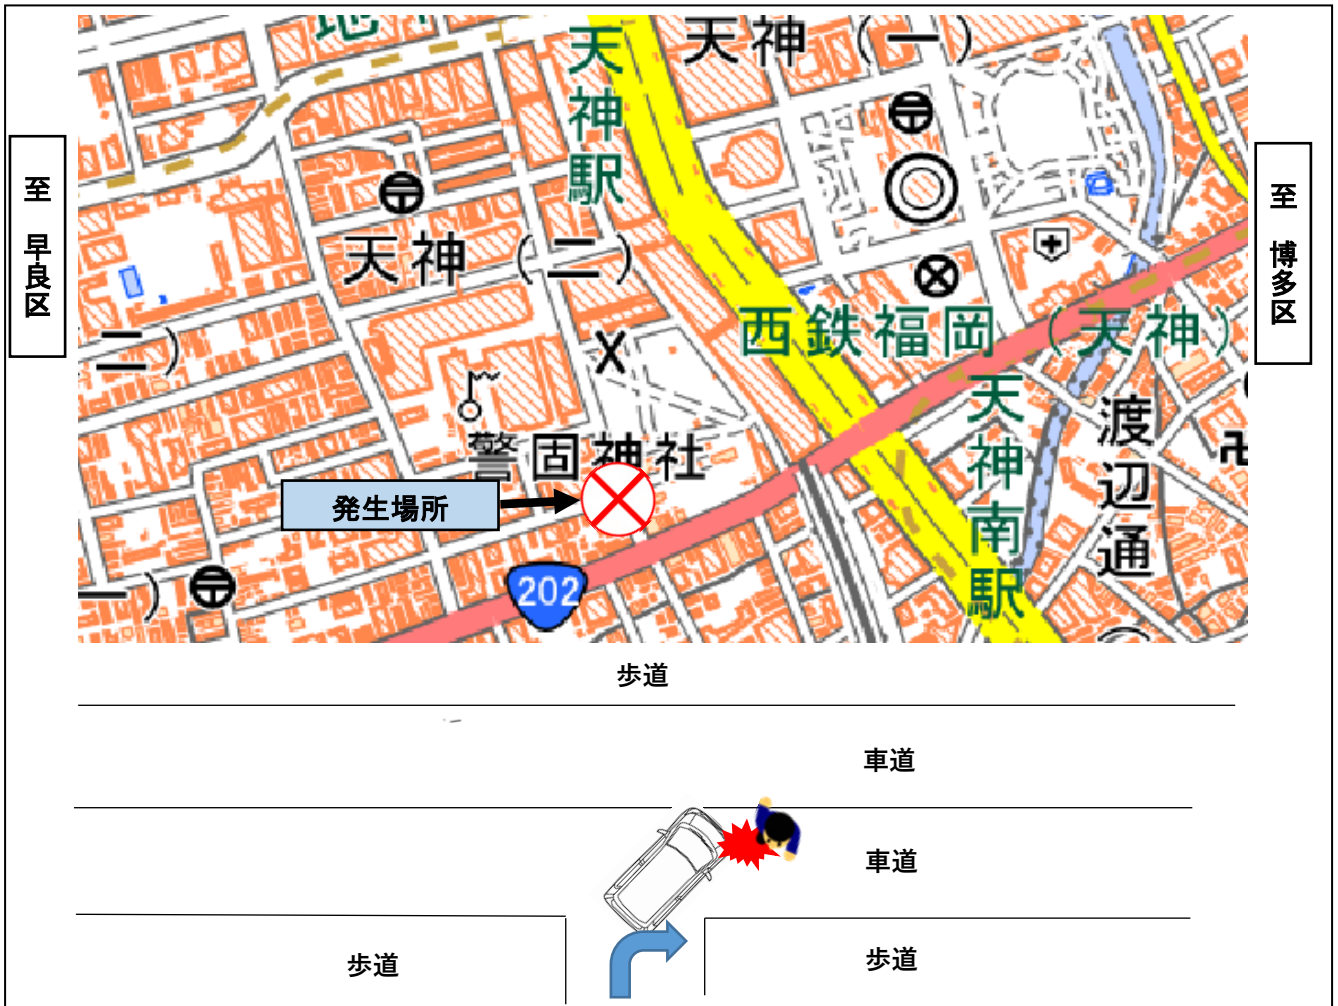 天神駅
天神(一)
至 早良区
至 博多区
天神(二)
二)
西鉄福岡(天神)
天神南駅
渡辺通
警固神社
発生場所
一)
202
歩道
車道
車道
歩道
歩道